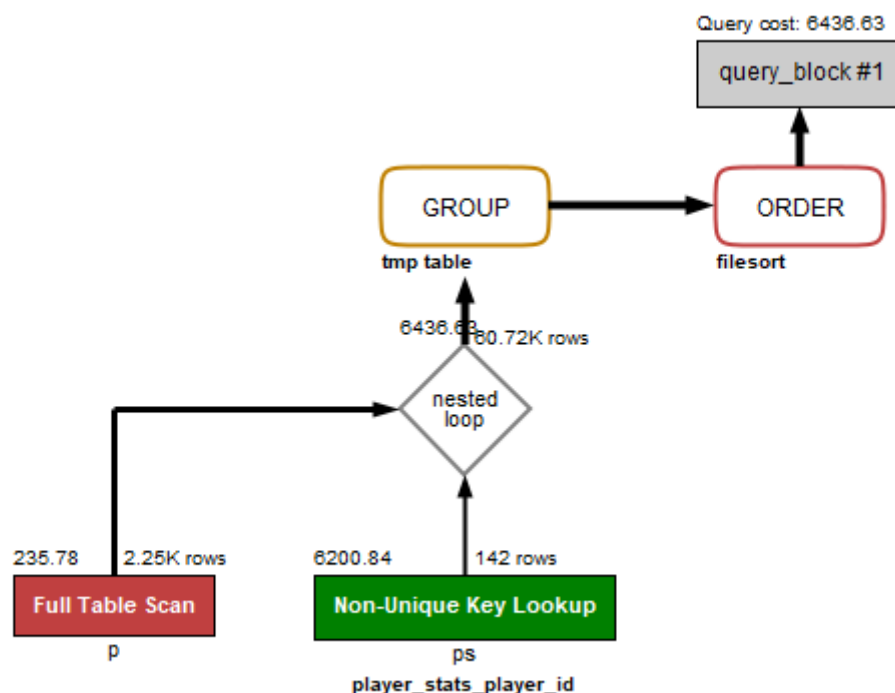 Query cost: 6436.63
query_block #1
GROUP
ORDER
tmp table
filesort
6436.63
60.72K rows
nested
loop
235.78
2.25K rows
6200.84
142 rows
Full Table Scan
Non-Unique Key Lookup
p
ps
player_stats_player_id